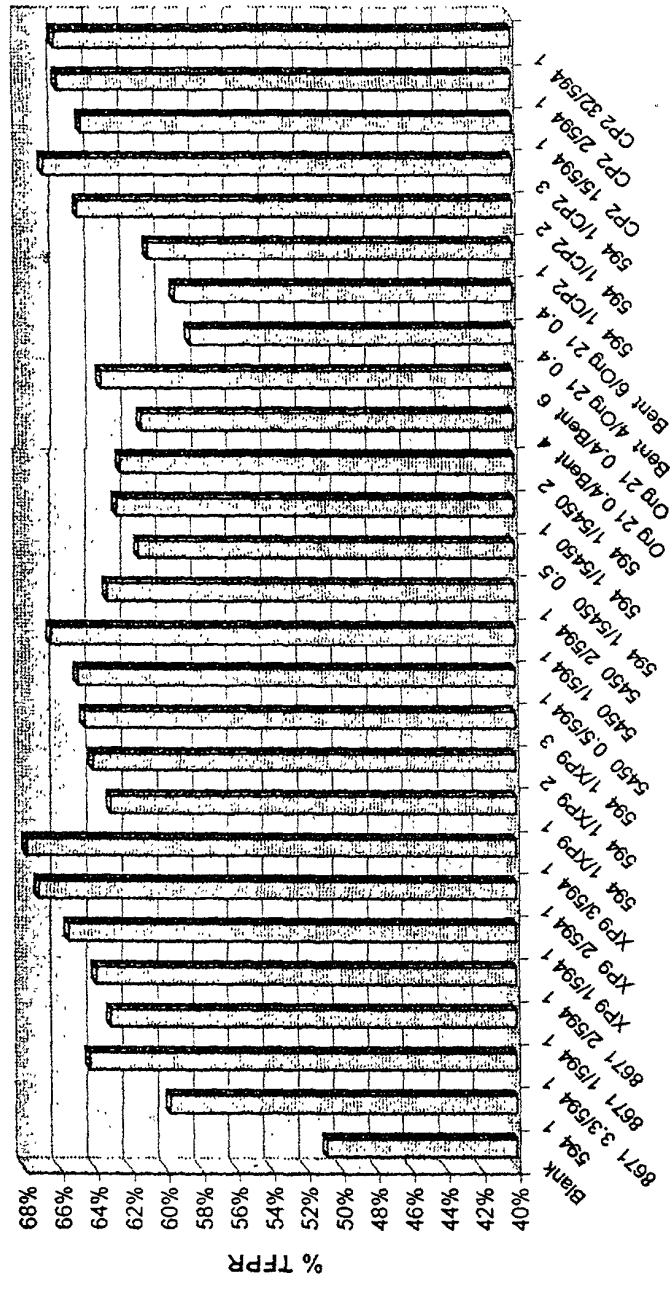 % TFPR
68%
66%
64%
62%
60%
58%
56%
54%
52%
50%
48%
46%
44%
42%
40%
Blank
594 1
8671 3.3/594 1
8671 1/594 1
8671 2/594 1
XP9 1/594 1
XP9 2/594 1
XP9 3/594 1
594 1/XP9 1
594 1/XP9 2
594 1/XP9 3
5450 0.5/594 1
5450 1/594 1
5450 2/594 1
594 1/5450 0.5
594 1/5450 1
594 1/5450 2
Org 21 0.4/Bent 4
Org 21 0.4/Bent 6
Bent 4/Org 21 0.4
Bent 6/Org 21 0.4
594 1/CP2 1
594 1/CP2 2
594 1/CP2 3
CP2 15/594 1
CP2 2/594 1
CP2 32/594 1